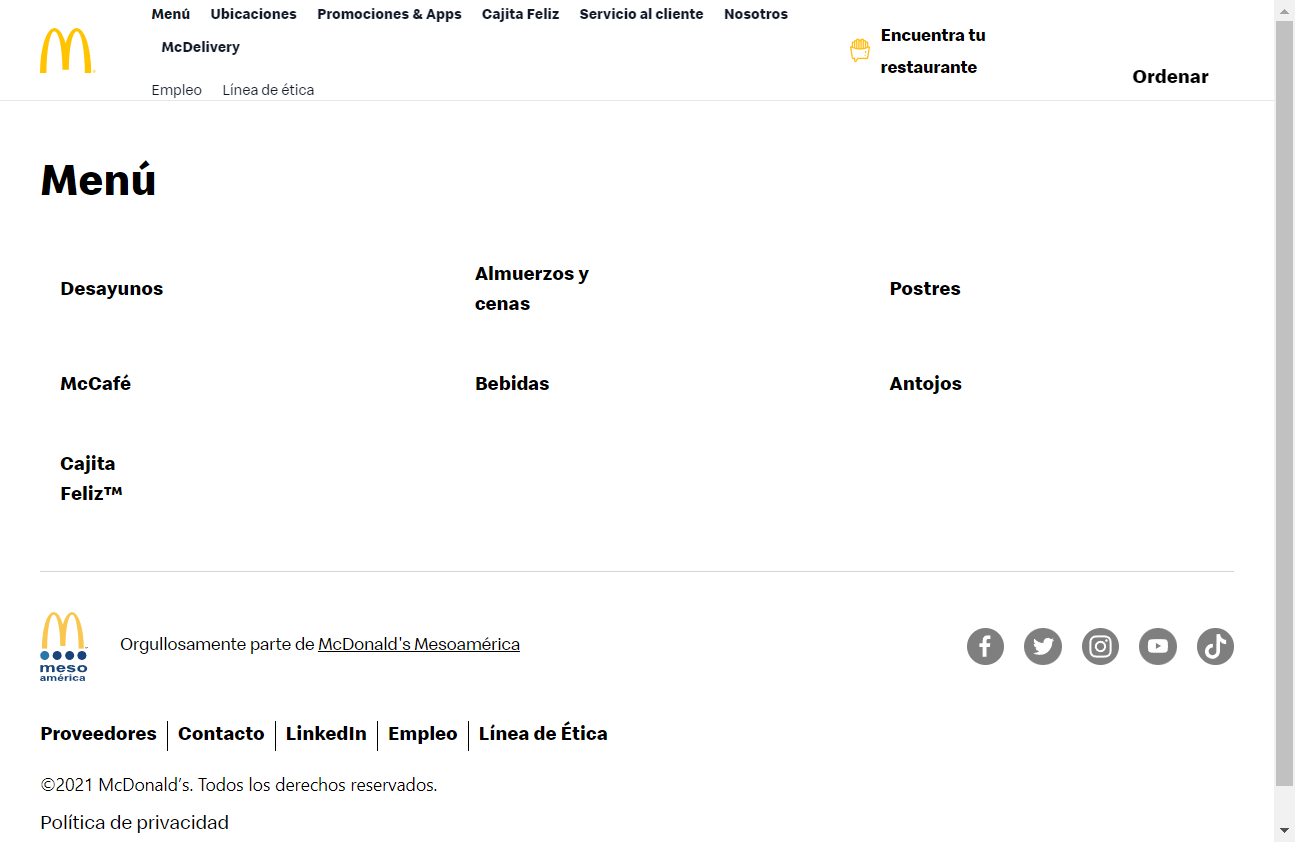 Menú Ubicaciones Promociones & Apps Cajita Feliz Servicio al cliente Nosotros
McDelivery
Empleo Línea de ética
Encuentra tu
restaurante
Ordenar
Menú
Desayunos
Almuerzos y
cenas
Postres
McCafé
Bebidas
Antojos
Cajita
Feliz™
meso
américa
Orgullosamente parte de McDonald's Mesoamérica
Proveedores Contacto LinkedIn Empleo Línea de Ética
©2021 McDonald’s. Todos los derechos reservados.
Política de privacidad